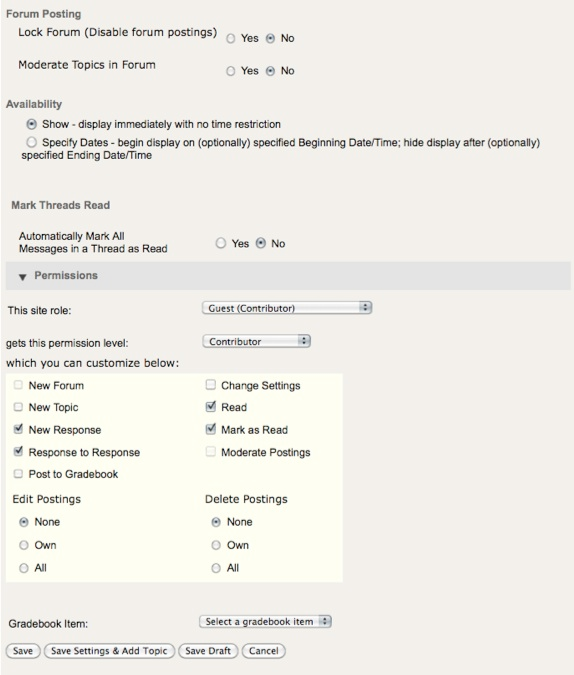 Forum Posting
Lock Forum (Disable forum postings) Yes No
Moderate Topics in Forum Yes No
Availability
Show - display immediately with no time restriction
Specify Dates - begin display on (optionally) specified Beginning Date/Time; hide display after (optionally)
specified Ending Date/Time
Mark Threads Read
Automatically Mark All
Messages in a Thread as Read Yes No
Permissions
This site role: Guest (Contributor)
gets this permission level: Contributor
which you can customize below:
New Forum Change Settings
New Topic Read
New Response Mark as Read
Response to Response Moderate Postings
Post to Gradebook
Edit Postings Delete Postings
None None
Own Own
All All
Gradebook Item: Select a gradebook item
Save Save Settings & Add Topic Save Draft Cancel